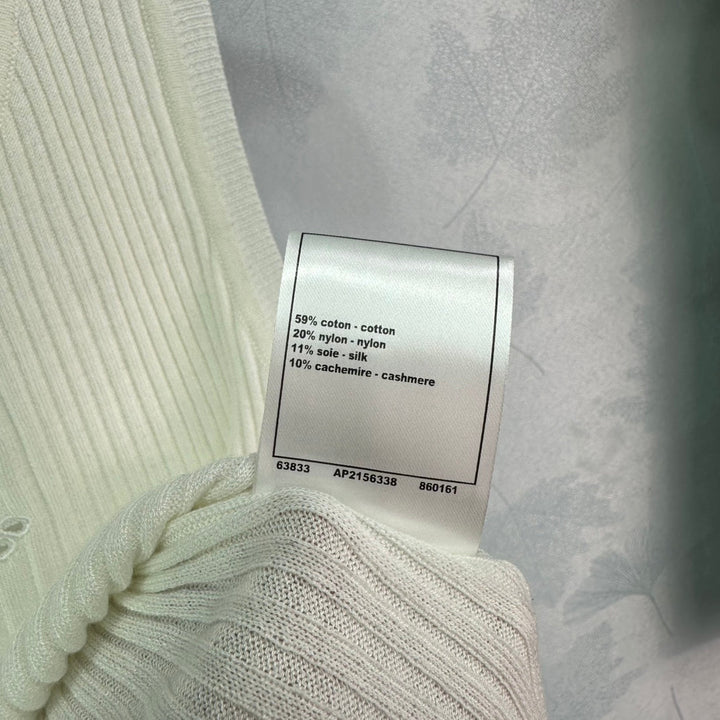 59% coton - cotton
20% nylon - nylon
11% soie - silk
10% cachemire - cashmere
63833 AP2156338 860161